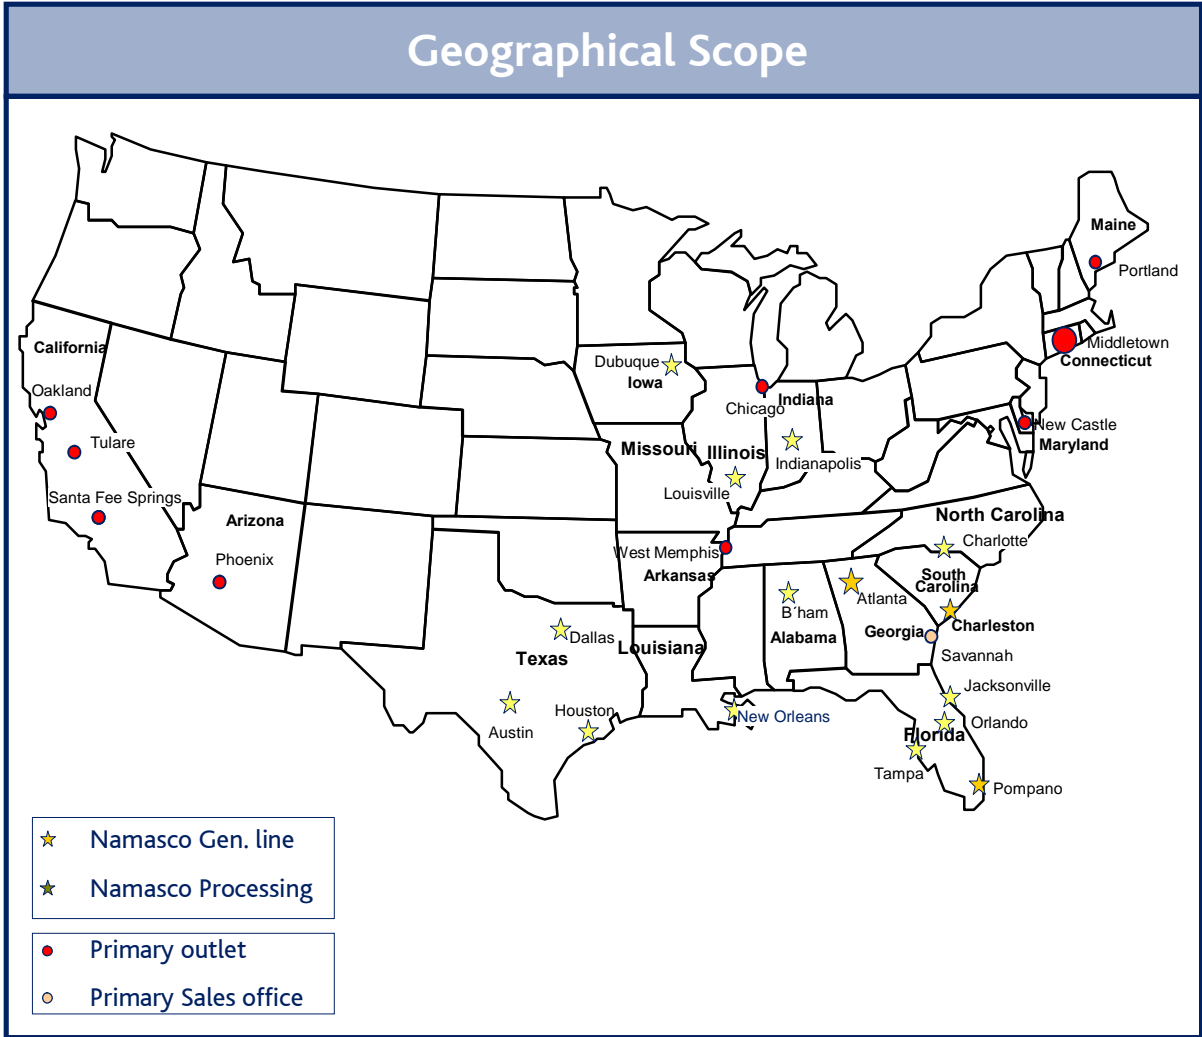 Geographical Scope
Maine
Portland
Middletown
Connecticut
California
Dubuque
Iowa
Oakland
Chicago
Indiana
New Castle
Maryland
Tulare
Missouri
Illinois
Indianapolis
Santa Fee Springs
Louisville
Arizona
North Carolina
Charlotte
Phoenix
West Memphis
Arkansas
South
Carolina
Atlanta
B´ham
Charleston
Georgia
Dallas
Alabama
Texas
Louisiana
Savannah
Jacksonville
Houston
New Orleans
Orlando
Austin
Florida
Tampa
Pompano
Namasco Gen. line
Namasco Processing
Primary outlet
Primary Sales office